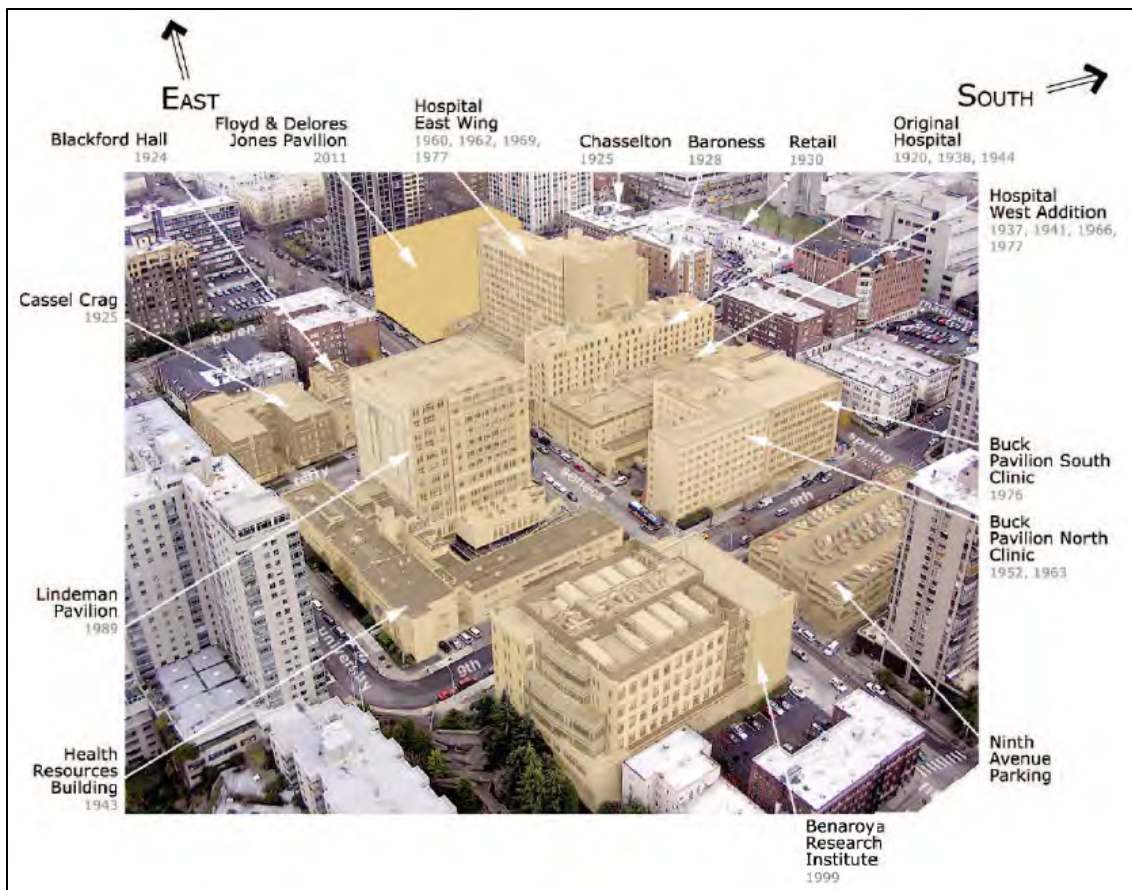 EAST
SOUTH
Blackford Hall
1924
Floyd & Delores
Jones Pavilion
2011
Hospital
East Wing
1960, 1962, 1969,
1977
Chasselton
1925
Baroness
1928
Retail
1930
Original
Hospital
1920, 1938, 1944
Hospital
West Addition
1937, 1941, 1966,
1977
Cassel Crag
1925
boren
madison
terry
seneca
spring
9th
Buck
Pavilion South
Clinic
1976
Buck
Pavilion North
Clinic
1952, 1963
Lindeman
Pavilion
1989
university
9th
Health
Resources
Building
1943
Ninth
Avenue
Parking
Benaroya
Research
Institute
1999